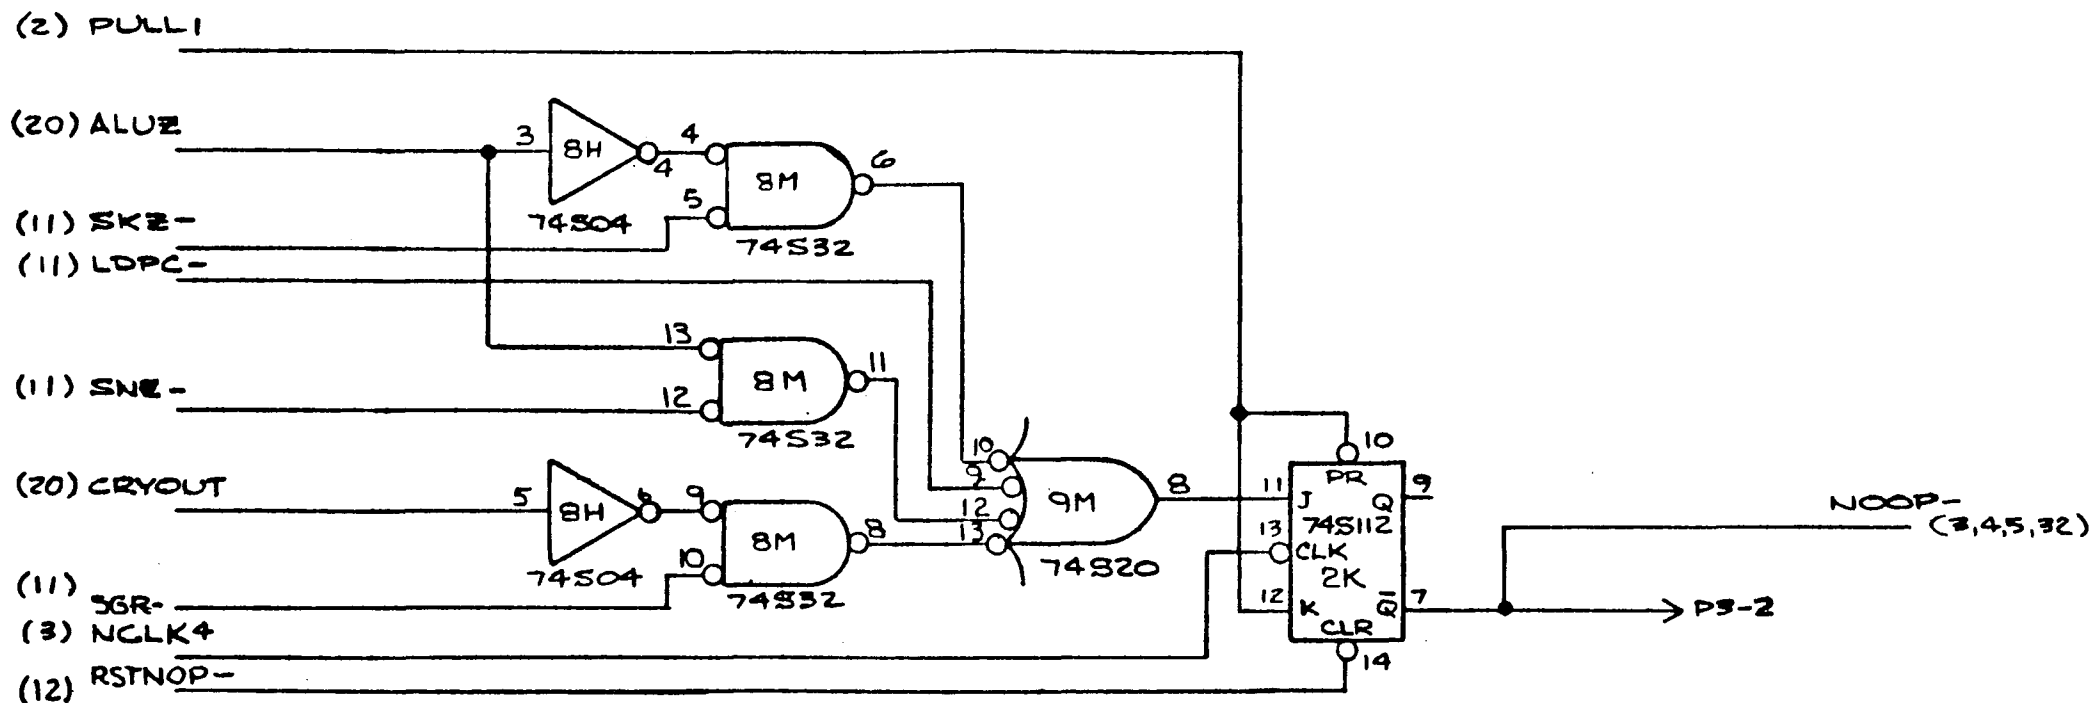 (2) PULL1
(20) ALUZ
3 8H 4
74S04
4 5 8M 6
74S32
(11) SKZ-
(11) LDPC-
13 12 8M 11
74S32
(11) SNZ-
(20) CRYOUT
5 8H 6
74S04
9 10 8M 8
74S32
(11) SGR-
(3) NCLK4
(12) RSTNOP-
10 9 12 13 9M 8
74S20
10
PR
11 J Q 9
74S112
13 CLK
2K
12 K Q 7
CLR
14
NOOP-
(3,4,5,32)
P3-2